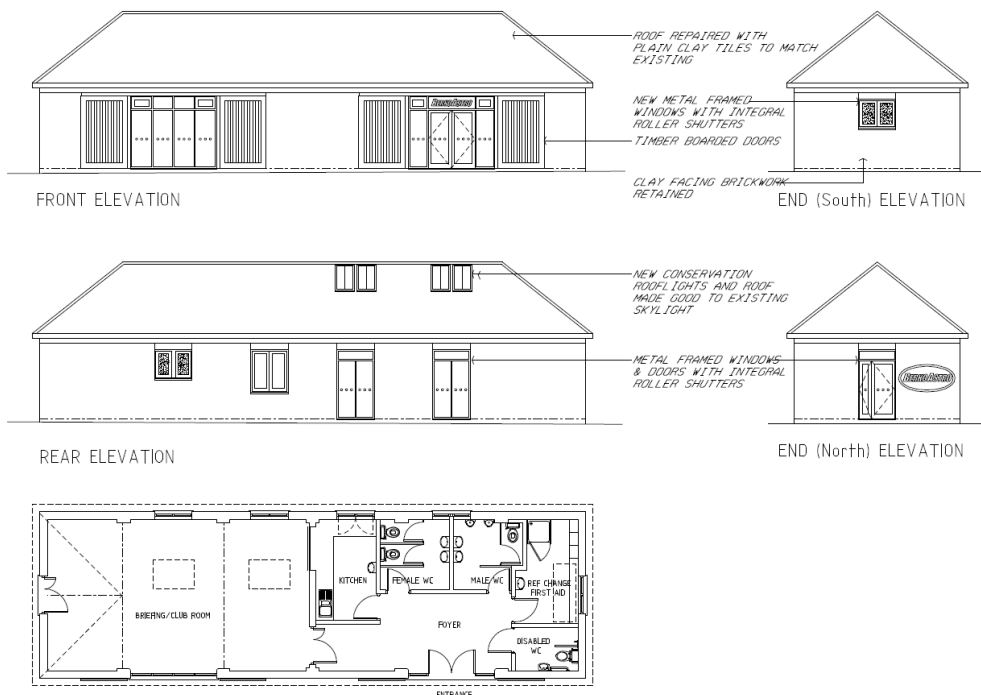 ROOF REPAIRED WITH
PLAIN CLAY TILES TO MATCH
EXISTING
NEW METAL FRAMED
WINDOWS WITH INTEGRAL
ROLLER SHUTTERS
BERKOASTRO
TIMBER BOARDED DOORS
CLAY FACING BRICKWORK
RETAINED
FRONT ELEVATION
END (South) ELEVATION
NEW CONSERVATION
ROOFLIGHTS AND ROOF
MADE GOOD TO EXISTING
SKYLIGHT
METAL FRAMED WINDOWS
& DOORS WITH INTEGRAL
ROLLER SHUTTERS
BERKOASTRO
REAR ELEVATION
END (North) ELEVATION
KITCHEN
FEMALE WC
MALE WC
REF CHANGE
FIRST AID
BRIEFING/CLUB ROOM
FOYER
DISABLED
WC
ENTRANCE